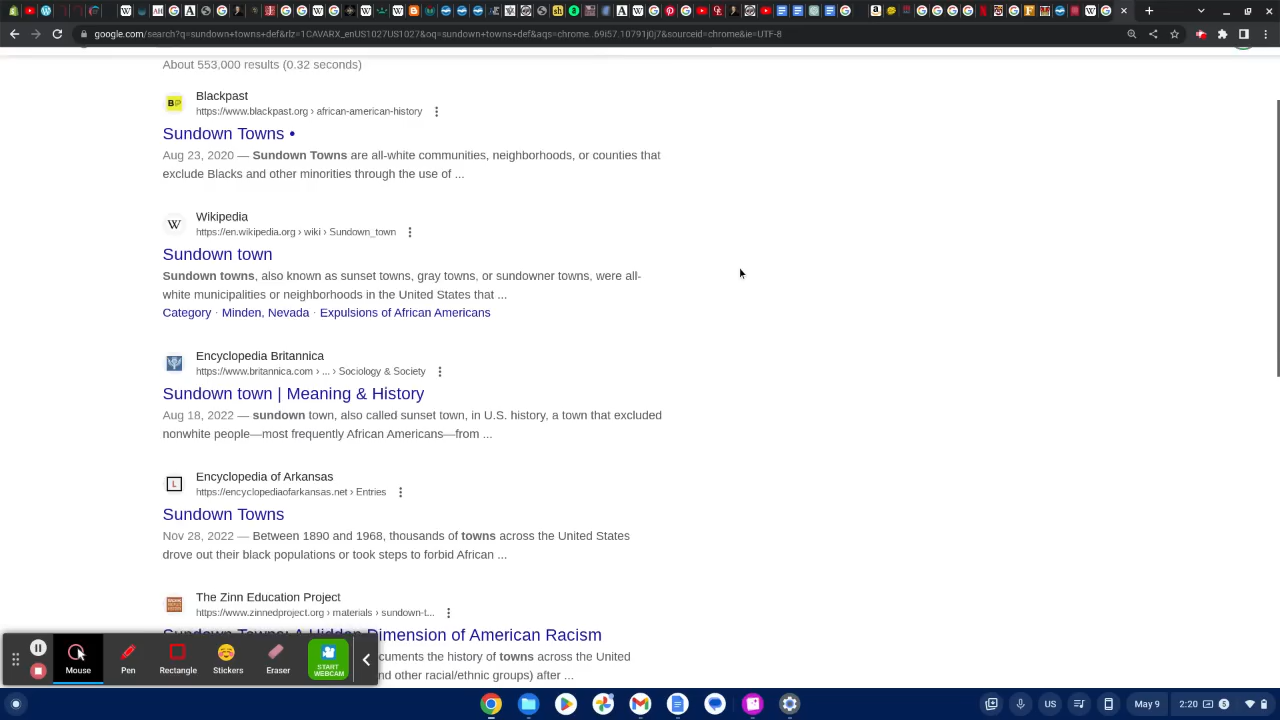 google.com/search?q=sundown+towns+def&rlz=1CAVARX_enUS1027US1027&oq=sundown+towns+def&aqs=chrome..69i57.10791j0j7&sourceid=chrome&ie=UTF-8
About 553,000 results (0.32 seconds)
BP
Blackpast
https://www.blackpast.org › african-american-history
Sundown Towns •
Aug 23, 2020 — Sundown Towns are all-white communities, neighborhoods, or counties that
exclude Blacks and other minorities through the use of ...
W
Wikipedia
https://en.wikipedia.org › wiki › Sundown_town
Sundown town
Sundown towns, also known as sunset towns, gray towns, or sundowner towns, were all-
white municipalities or neighborhoods in the United States that ...
Category · Minden, Nevada · Expulsions of African Americans
Encyclopedia Britannica
https://www.britannica.com › ... › Sociology & Society
Sundown town | Meaning & History
Aug 18, 2022 — sundown town, also called sunset town, in U.S. history, a town that excluded
nonwhite people—most frequently African Americans—from ...
L
Encyclopedia of Arkansas
https://encyclopediaofarkansas.net › Entries
Sundown Towns
Nov 28, 2022 — Between 1890 and 1968, thousands of towns across the United States
drove out their black populations or took steps to forbid African ...
The Zinn Education Project
https://www.zinnedproject.org › materials › sundown-t...
Sundown Towns: A Hidden Dimension of American Racism
cuments the history of towns across the United
nd other racial/ethnic groups) after ...
Mouse
Pen
Rectangle
Stickers
Eraser
START
WEBCAM
US
May 9
2:20